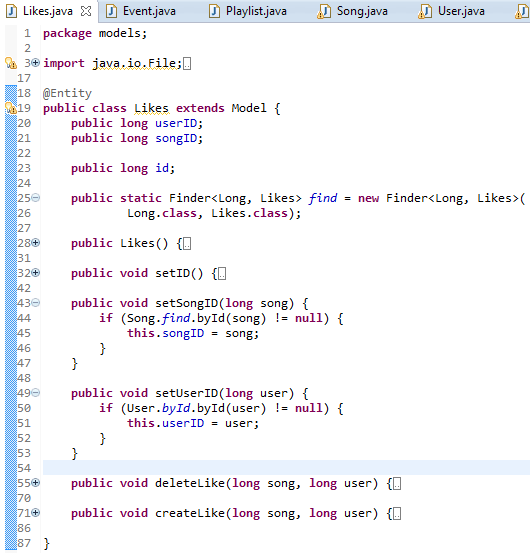 Likes.java Event.java Playlist.java Song.java User.java
1 package models;
2
3 import java.io.File;
17
18 @Entity
19 public class Likes extends Model {
20 public long userID;
21 public long songID;
22
23 public long id;
24
25 public static Finder<Long, Likes> find = new Finder<Long, Likes>(
26 Long.class, Likes.class);
27
28 public Likes() {
31
32 public void setID() {
42
43 public void setSongID(long song) {
44 if (Song.find.byId(song) != null) {
45 this.songID = song;
46 }
47 }
48
49 public void setUserID(long user) {
50 if (User.byId.byId(user) != null) {
51 this.userID = user;
52 }
53 }
54
55 public void deleteLike(long song, long user) {
70
71 public void createLike(long song, long user) {
86
87 }